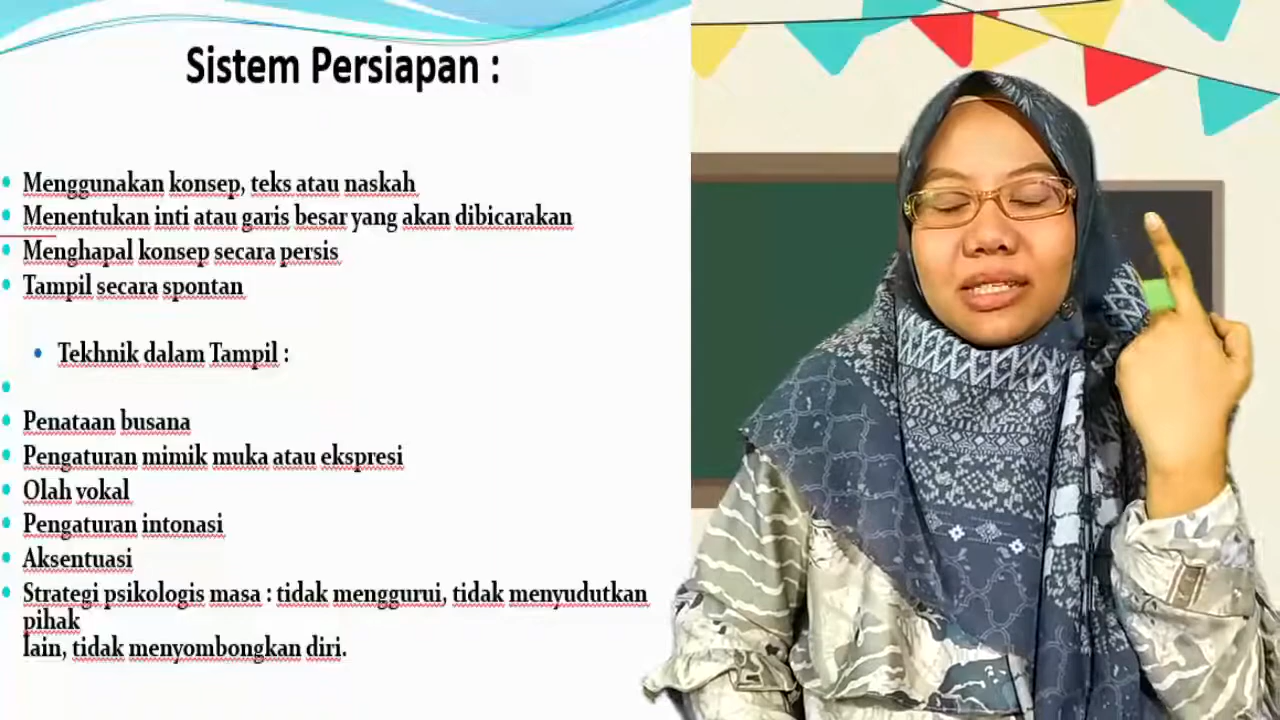 Sistem Persiapan :
Menggunakan konsep, teks atau naskah
Menentukan inti atau garis besar yang akan dibicarakan
Menghapal konsep secara persis
Tampil secara spontan
Tekhnik dalam Tampil :
Penataan busana
Pengaturan mimik muka atau ekspresi
Olah vokal
Pengaturan intonasi
Aksentuasi
Strategi psikologis masa : tidak menggurui, tidak menyudutkan
pihak
lain, tidak menyombongkan diri.